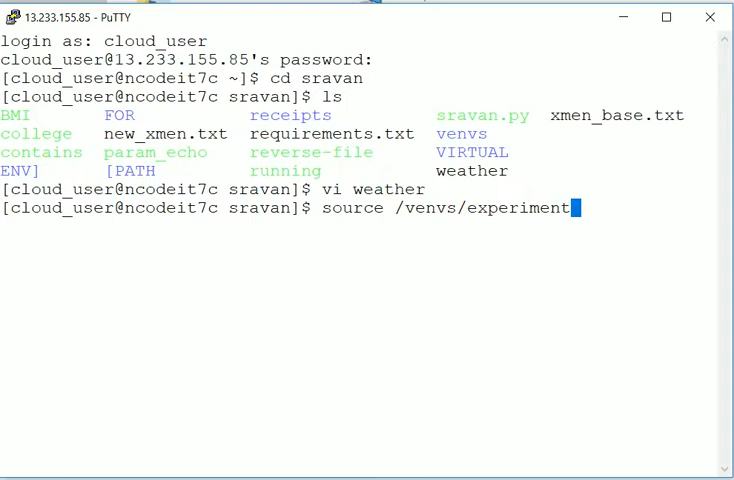 13.233.155.85 - PuTTY
login as: cloud_user
cloud_user@13.233.155.85's password:
[cloud_user@ncodeit7c ~]$ cd sravan
[cloud_user@ncodeit7c sravan]$ ls
BMI FOR receipts sravan.py xmen_base.txt
college new_xmen.txt requirements.txt venvs
contains param_echo reverse-file VIRTUAL
ENV] [PATH running weather
[cloud_user@ncodeit7c sravan]$ vi weather
[cloud_user@ncodeit7c sravan]$ source /venvs/experiment